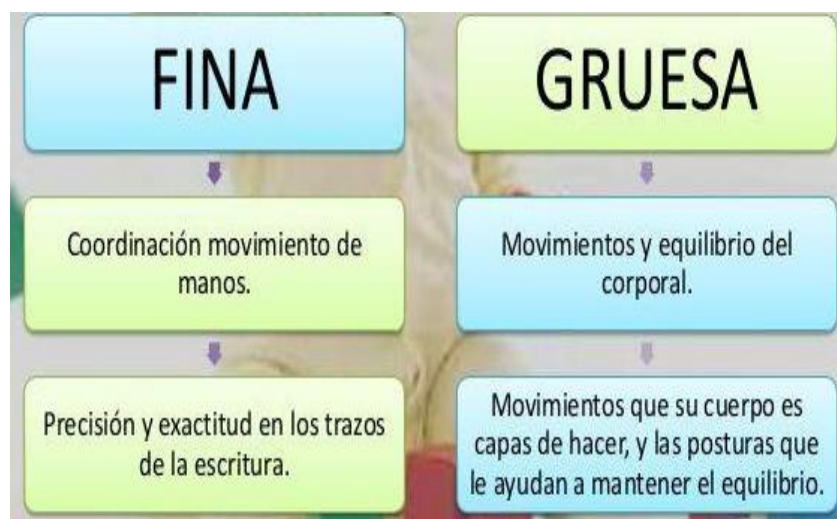 FINA
Coordinación movimiento de
manos.
Precisión y exactitud en los trazos
de la escritura.
GRUESA
Movimientos y equilibrio del
corporal.
Movimientos que su cuerpo es
capas de hacer, y las posturas que
le ayudan a mantener el equilibrio.